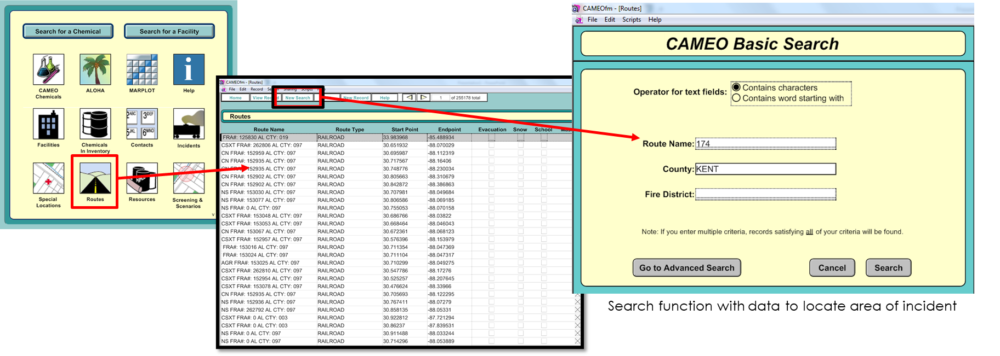 Search for a Chemical
Search for a Facility
CAMEO
Chemicals
ALOHA
MARPLOT
Help
Facilities
Chemicals
In Inventory
2ABC 3DEF
5JKL 6MNO
Contacts
Incidents
Special
Locations
Routes
Resources
Screening &
Scenarios
v
CAMEOfm - [Routes]
File Edit Record Sharing Scripts
Home View Record New Search New Record Help 1 of 255178 total
Routes
Route Name Route Type Start Point Endpoint Evacuation Snow School
FRA#: 125830 AL CTY: 019 RAILROAD 33.983968 -85.488934
CSXT FRA#: 262806 AL CTY: 097 RAILROAD 30.651932 -88.070029
CN FRA#: 152959 AL CTY: 097 RAILROAD 30.695987 -88.112319
CN FRA#: 152935 AL CTY: 097 RAILROAD 30.717567 -88.16406
CN FRA#: 152935 AL CTY: 097 RAILROAD 30.748776 -88.230034
CN FRA#: 152902 AL CTY: 097 RAILROAD 30.805663 -88.310679
CN FRA#: 152902 AL CTY: 097 RAILROAD 30.842872 -88.386863
NS FRA#: 153030 AL CTY: 097 RAILROAD 30.707981 -88.049684
NS FRA#: 153077 AL CTY: 097 RAILROAD 30.806586 -88.069185
NS FRA#: 0 AL CTY: 097 RAILROAD 30.755053 -88.070158
CSXT FRA#: 153048 AL CTY: 097 RAILROAD 30.686766 -88.03822
CSXT FRA#: 153053 AL CTY: 097 RAILROAD 30.668464 -88.046043
CN FRA#: 153067 AL CTY: 097 RAILROAD 30.672361 -88.068123
CSXT FRA#: 152957 AL CTY: 097 RAILROAD 30.576396 -88.153979
FRA#: 153016 AL CTY: 097 RAILROAD 30.711354 -88.047369
FRA#: 153024 AL CTY: 097 RAILROAD 30.711104 -88.047317
AGR FRA#: 153025 AL CTY: 097 RAILROAD 30.710299 -88.049275
CSXT FRA#: 262810 AL CTY: 097 RAILROAD 30.547786 -88.17276
CSXT FRA#: 152954 AL CTY: 097 RAILROAD 30.525257 -88.207645
CSXT FRA#: 153078 AL CTY: 097 RAILROAD 30.476624 -88.33966
CN FRA#: 152935 AL CTY: 097 RAILROAD 30.705693 -88.122295
NS FRA#: 152936 AL CTY: 097 RAILROAD 30.767411 -88.07279
NS FRA#: 262792 AL CTY: 097 RAILROAD 30.858135 -88.05331
CSXT FRA#: 0 AL CTY: 003 RAILROAD 30.922812 -87.721294
CSXT FRA#: 0 AL CTY: 003 RAILROAD 30.86237 -87.839531
NS FRA#: 0 AL CTY: 097 RAILROAD 30.911488 -88.033244
NS FRA#: 0 AL CTY: 097 RAILROAD 30.714296 -88.053889
CAMEOfm - [Routes]
File Edit Scripts Help
CAMEO Basic Search
Operator for text fields: Contains characters
Contains word starting with
Route Name: 174
County: KENT
Fire District:
Note: If you enter multiple criteria, records satisfying all of your criteria will be found.
Go to Advanced Search Cancel Search
Search function with data to locate area of incident